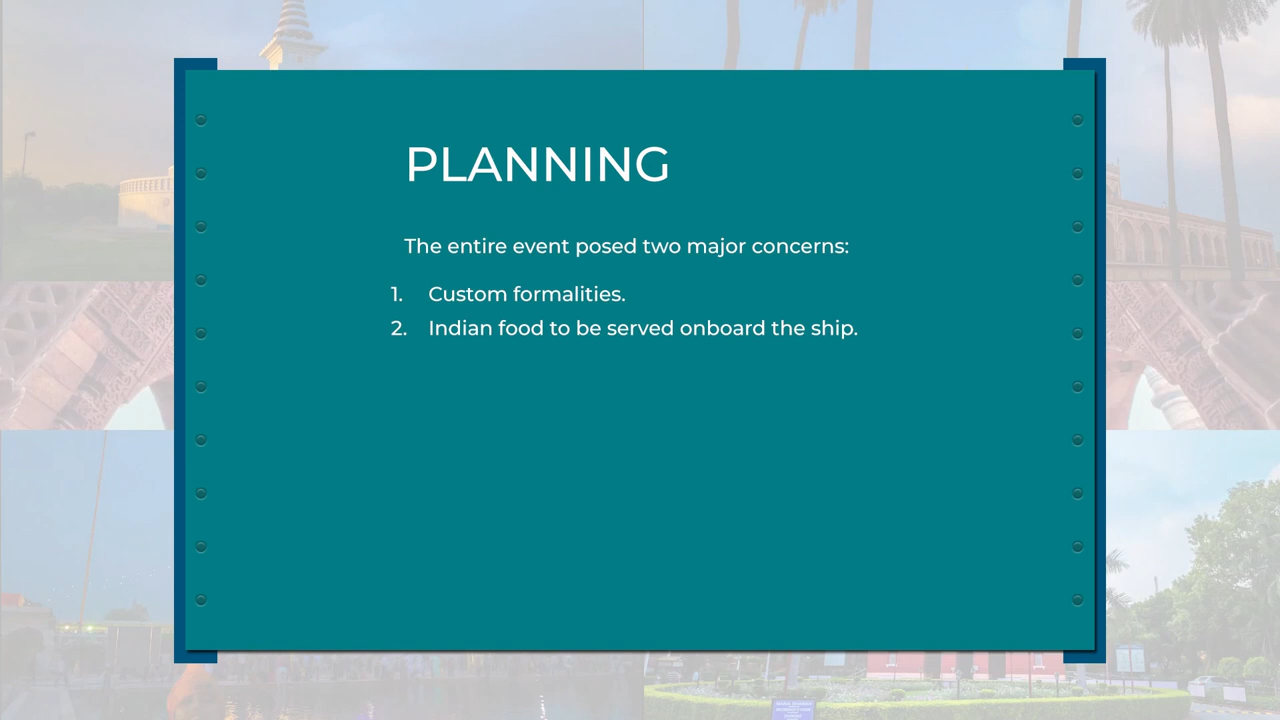 PLANNING
The entire event posed two major concerns:
1. Custom formalities.
2. Indian food to be served onboard the ship.